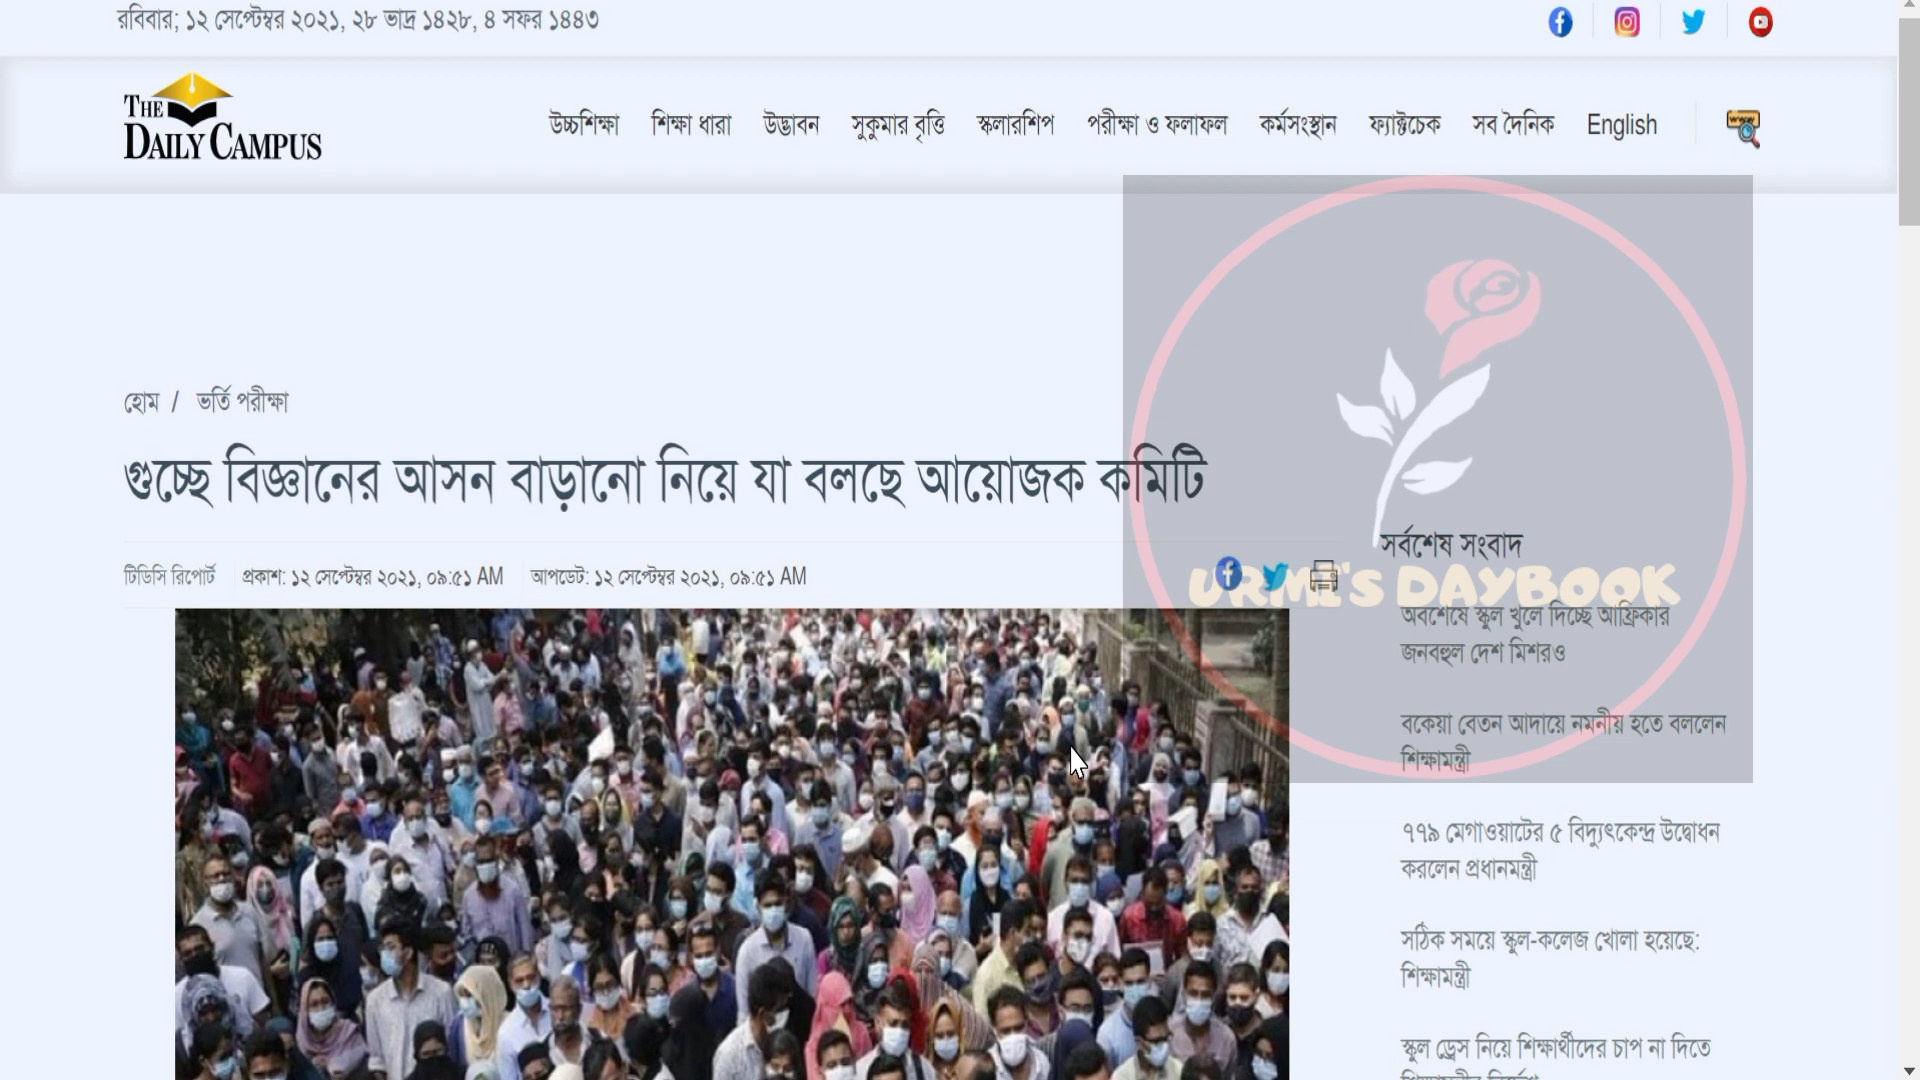 রবিবার; ১২ সেপ্টেম্বর ২০২১, ২৮ ভাদ্র ১৪২৮, ৪ সফর ১৪৪৩
THE
DAILY CAMPUS
উচ্চশিক্ষা শিক্ষা ধারা উদ্ভাবন সুকুমার বৃত্তি স্কলারশিপ পরীক্ষা ও ফলাফল কর্মসংস্থান ফ্যাক্টচেক সব দৈনিক English
www
হোম / ভর্তি পরীক্ষা
গুচ্ছে বিজ্ঞানের আসন বাড়ানো নিয়ে যা বলছে আয়োজক কমিটি
টিডিসি রিপোর্ট প্রকাশ: ১২ সেপ্টেম্বর ২০২১, ০৯:৫১ AM আপডেট: ১২ সেপ্টেম্বর ২০২১, ০৯:৫১ AM
সর্বশেষ সংবাদ
URMI'S DAYBOOK
অবশেষে স্কুল খুলে দিচ্ছে আফ্রিকার
জনবহুল দেশ মিশরও
বকেয়া বেতন আদায়ে নমনীয় হতে বললেন
শিক্ষামন্ত্রী
৭৭৯ মেগাওয়াটের ৫ বিদ্যুৎকেন্দ্র উদ্বোধন
করলেন প্রধানমন্ত্রী
সঠিক সময়ে স্কুল-কলেজ খোলা হয়েছে:
শিক্ষামন্ত্রী
স্কুল ড্রেস নিয়ে শিক্ষার্থীদের চাপ না দিতে